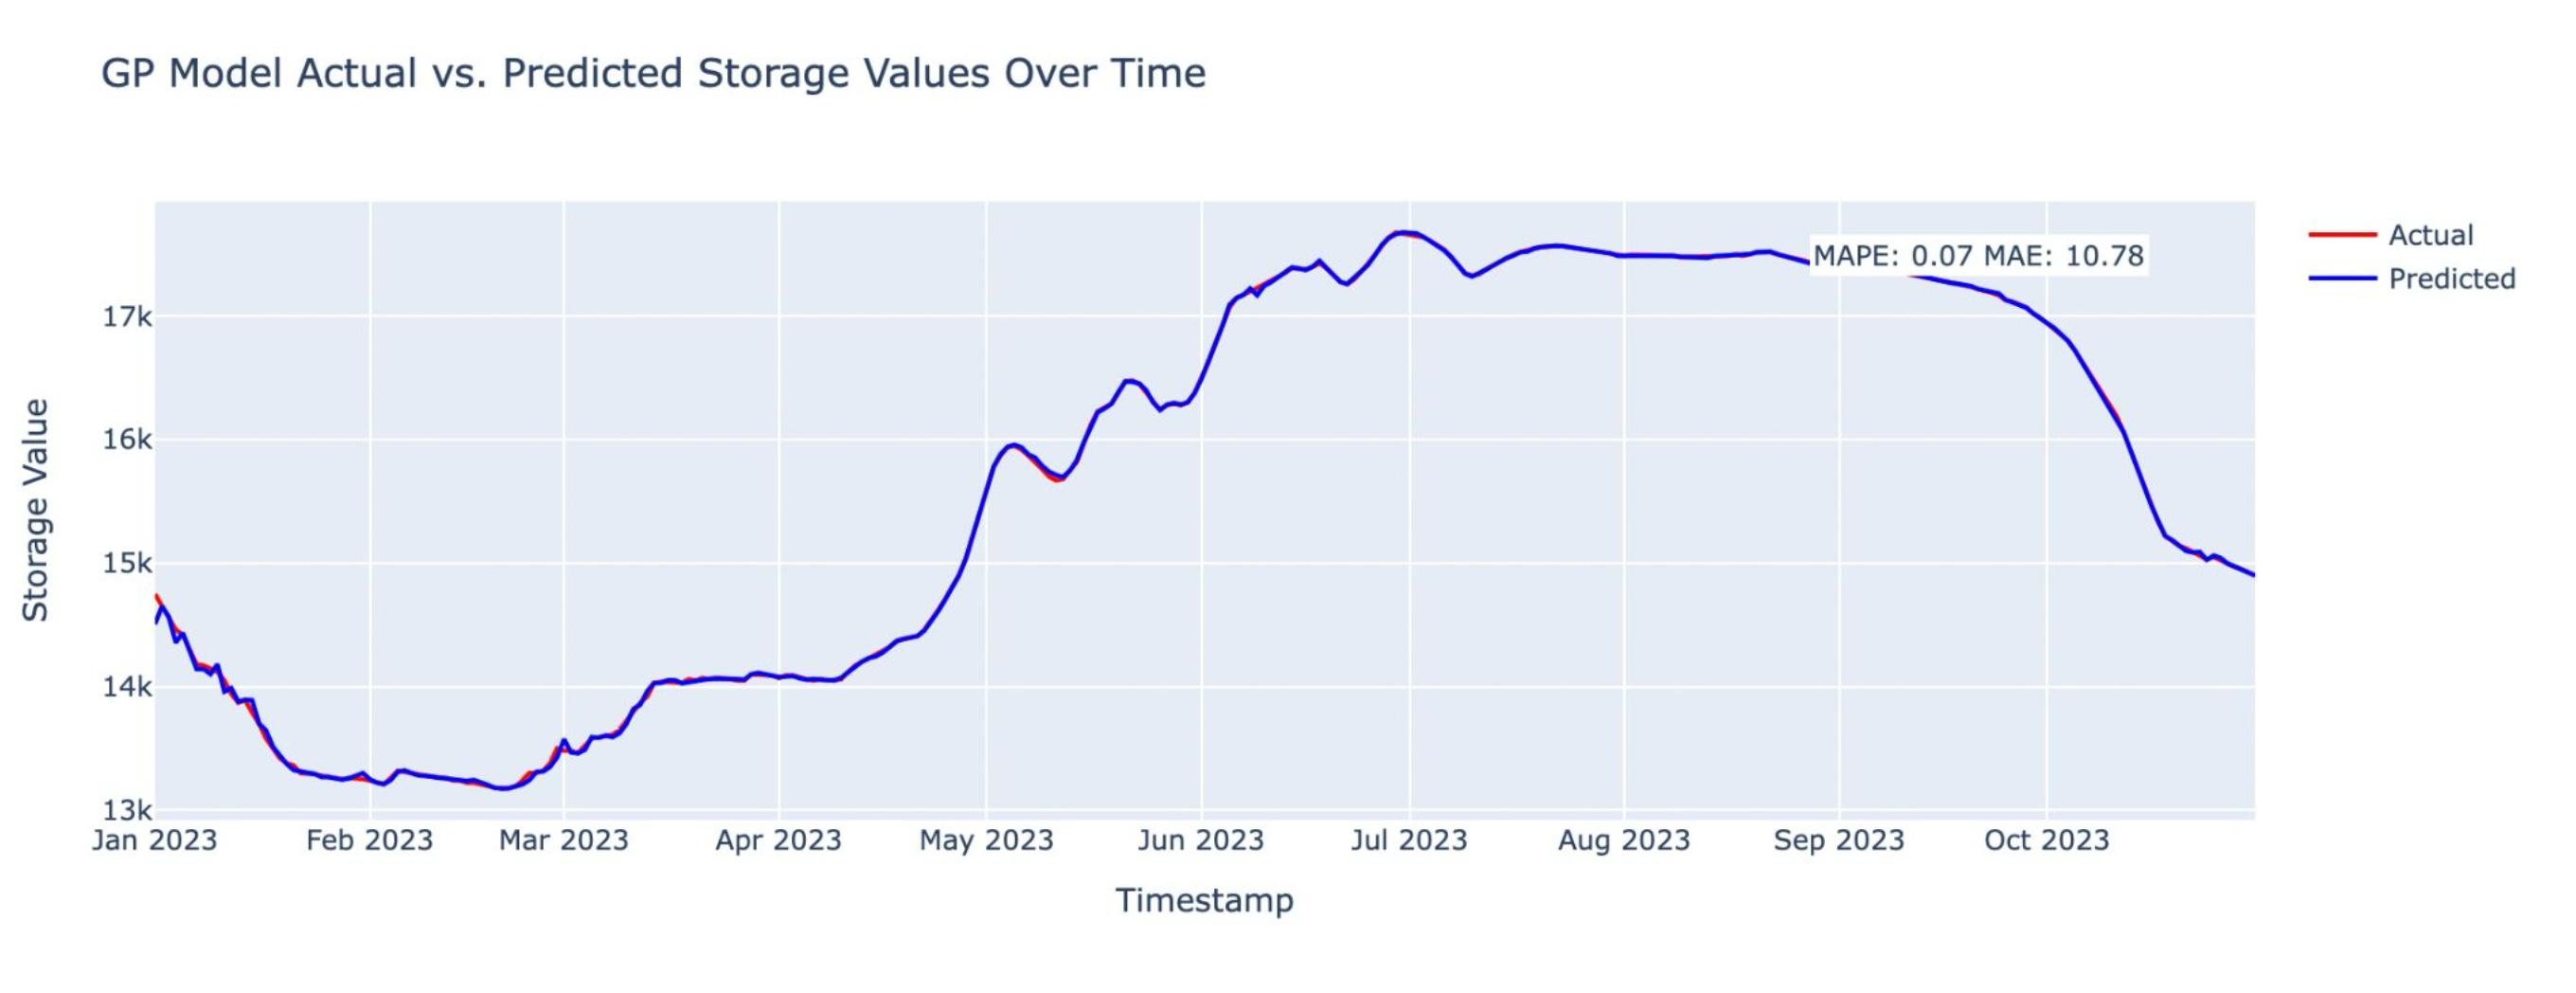 GP Model Actual vs. Predicted Storage Values Over Time
Actual
Predicted
MAPE: 0.07 MAE: 10.78
Storage Value
17k
16k
15k
14k
13k
Jan 2023 Feb 2023 Mar 2023 Apr 2023 May 2023 Jun 2023 Jul 2023 Aug 2023 Sep 2023 Oct 2023
Timestamp